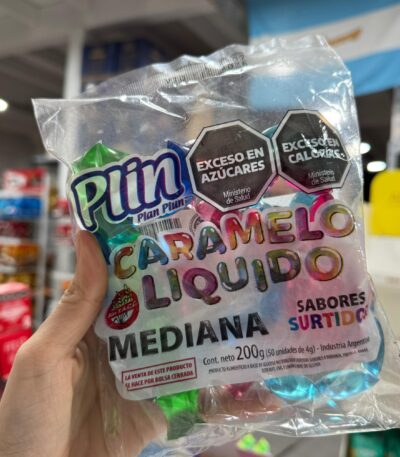 Plin
Plan Plun
EXCESO EN
AZÚCARES
Ministerio
de Salud
EXCESO EN
CALORÍAS
Ministerio
de Salud
CARAMELO
LIQUIDO
SIN TACC
MEDIANA
SABORES
SURTIDOS
Cont. neto 200g (50 unidades de 4g) - Industria Argentina
LA VENTA DE ESTE PRODUCTO
SE HACE POR BOLSA CERRADA